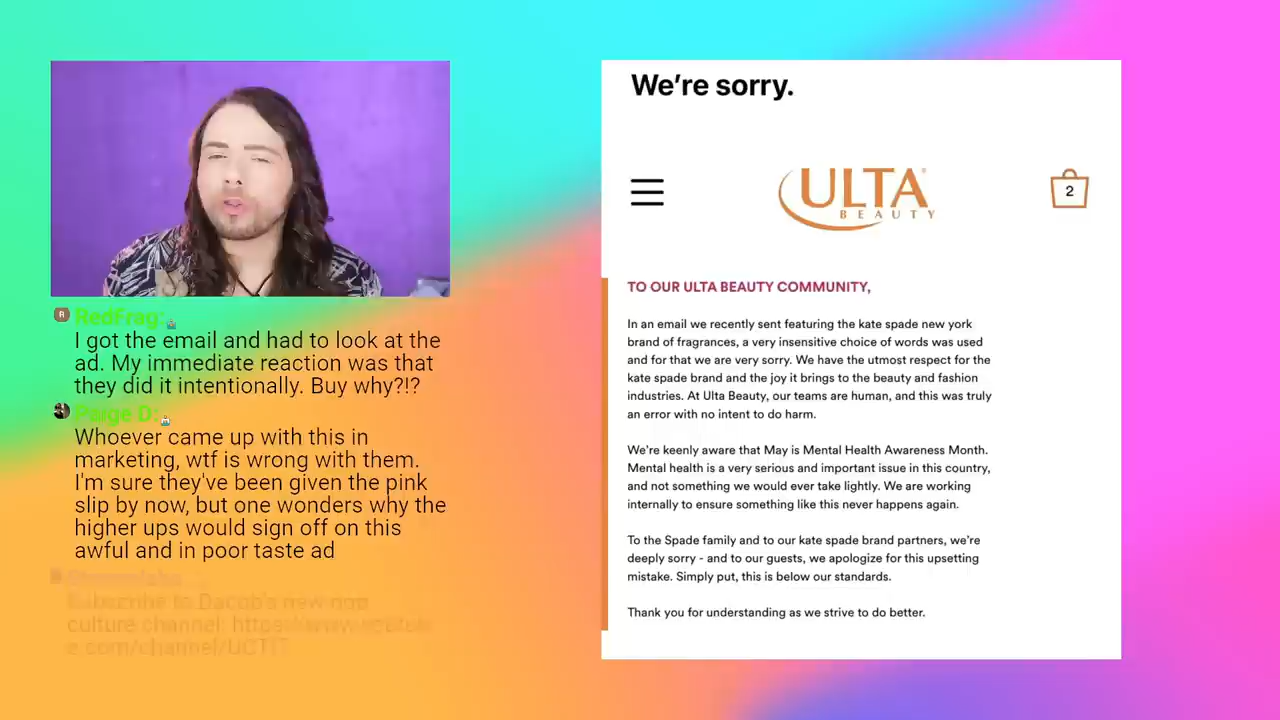 We're sorry.
ULTA
BEAUTY
2
TO OUR ULTA BEAUTY COMMUNITY,
In an email we recently sent featuring the kate spade new york
brand of fragrances, a very insensitive choice of words was used
and for that we are very sorry. We have the utmost respect for the
kate spade brand and the joy it brings to the beauty and fashion
industries. At Ulta Beauty, our teams are human, and this was truly
an error with no intent to do harm.
We're keenly aware that May is Mental Health Awareness Month.
Mental health is a very serious and important issue in this country,
and not something we would ever take lightly. We are working
internally to ensure something like this never happens again.
To the Spade family and to our kate spade brand partners, we're
deeply sorry - and to our guests, we apologize for this upsetting
mistake. Simply put, this is below our standards.
Thank you for understanding as we strive to do better.
R RedFrag:
I got the email and had to look at the
ad. My immediate reaction was that
they did it intentionally. Buy why?!?
Paige D:
Whoever came up with this in
marketing, wtf is wrong with them.
I'm sure they've been given the pink
slip by now, but one wonders why the
higher ups would sign off on this
awful and in poor taste ad
Subscribe to Dacob's new pop
culture channel: